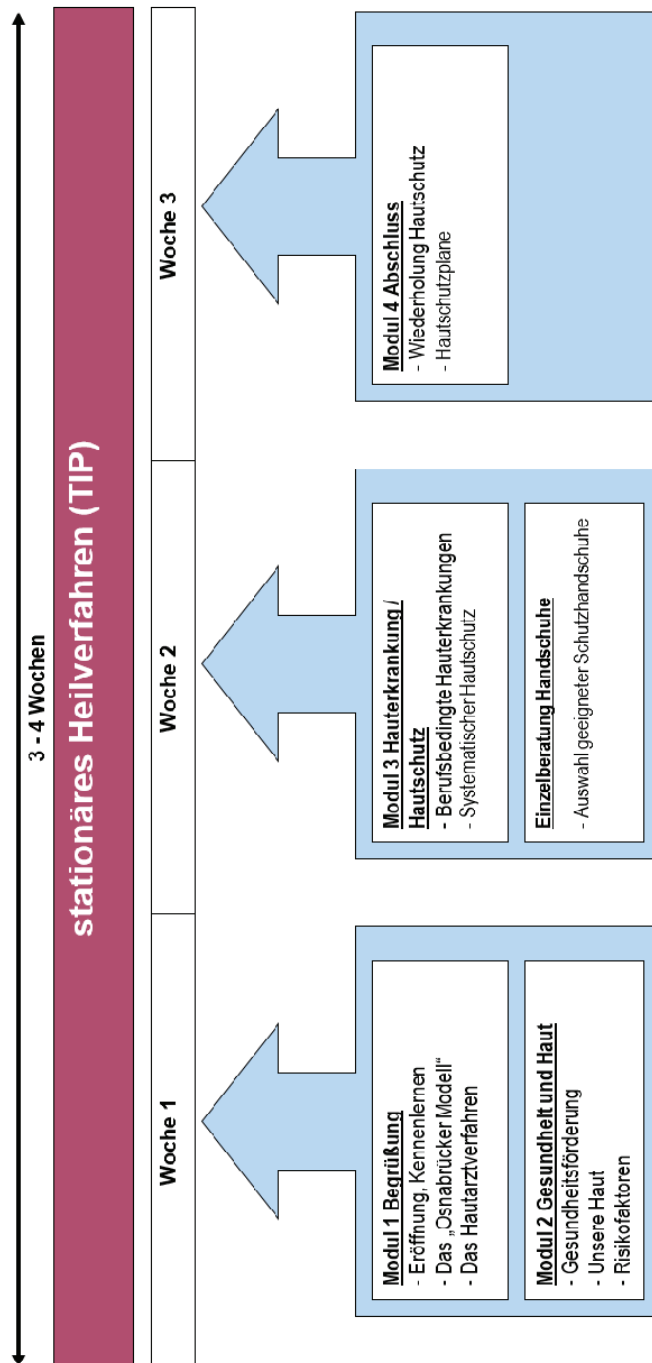 3 - 4 Wochen
stationäres Heilverfahren (TIP)
Woche 1
Woche 2
Woche 3
Modul 1 Begrüßung
- Eröffnung, Kennenlernen
- Das „Osnabrücker Modell“
- Das Hautarztverfahren
Modul 2 Gesundheit und Haut
- Gesundheitsförderung
- Unsere Haut
- Risikofaktoren
Modul 3 Hauterkrankung /
Hautschutz
- Berufsbedingte Hauterkrankungen
- Systematischer Hautschutz
Einzelberatung Handschuhe
- Auswahl geeigneter Schutzhandschuhe
Modul 4 Abschluss
- Wiederholung Hautschutz
- Hautschutzpläne